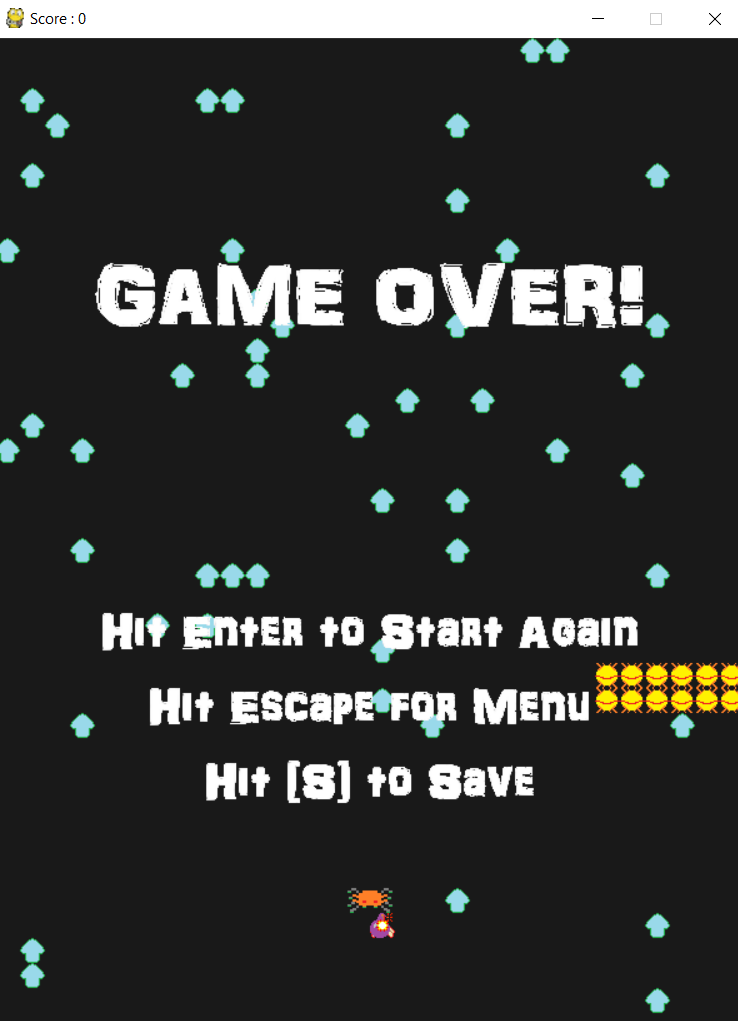 Score : 0
GAME OVER!
Hit Enter to Start Again
Hit Escape for Menu
Hit [S] to Save